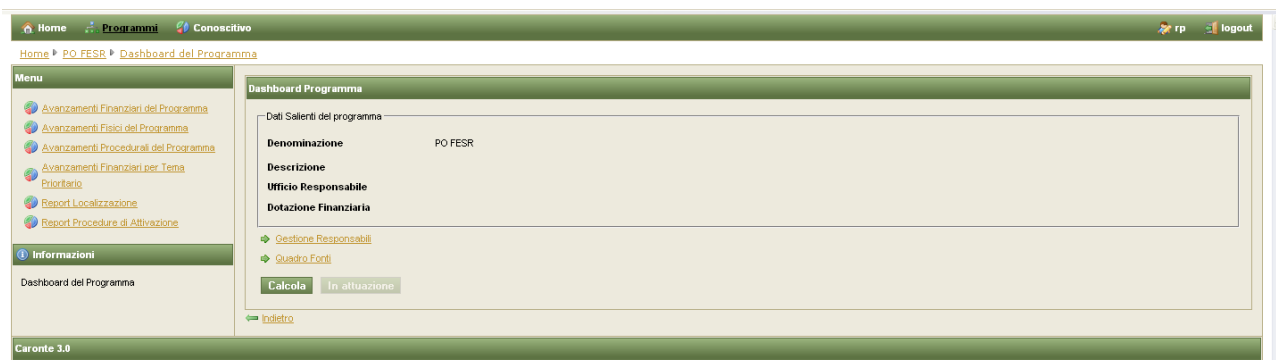 Home Programmi Conoscitivo rp logout
Home PO FESR Dashboard del Programma
Menu
Avanzamenti Finanziari del Programma
Avanzamenti Fisici del Programma
Avanzamenti Procedurali del Programma
Avanzamenti Finanziari per Tema
Prioritario
Report Localizzazione
Report Procedure di Attivazione
Informazioni
Dashboard del Programma
Dashboard Programma
Dati Salienti del programma
Denominazione PO FESR
Descrizione
Ufficio Responsabile
Dotazione Finanziaria
Gestione Responsabili
Quadro Fonti
Calcola In attuazione
Indietro
Caronte 3.0